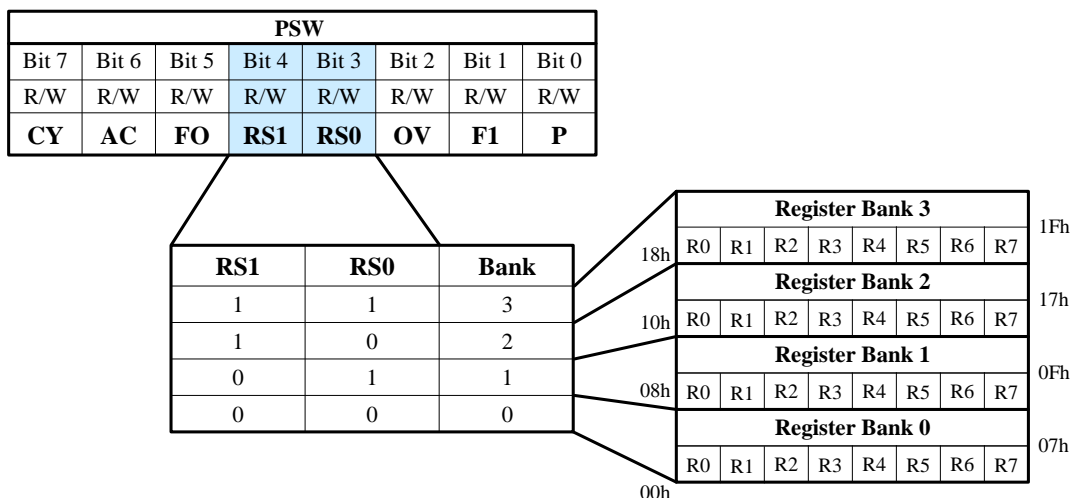 PSW
Bit 7 Bit 6 Bit 5 Bit 4 Bit 3 Bit 2 Bit 1 Bit 0
R/W R/W R/W R/W R/W R/W R/W R/W
CY AC FO RS1 RS0 OV F1 P
RS1 RS0 Bank
1 1 3
1 0 2
0 1 1
0 0 0
Register Bank 3
1Fh
18h R0 R1 R2 R3 R4 R5 R6 R7
Register Bank 2
17h
10h R0 R1 R2 R3 R4 R5 R6 R7
Register Bank 1
0Fh
08h R0 R1 R2 R3 R4 R5 R6 R7
Register Bank 0
07h
R0 R1 R2 R3 R4 R5 R6 R7
00h